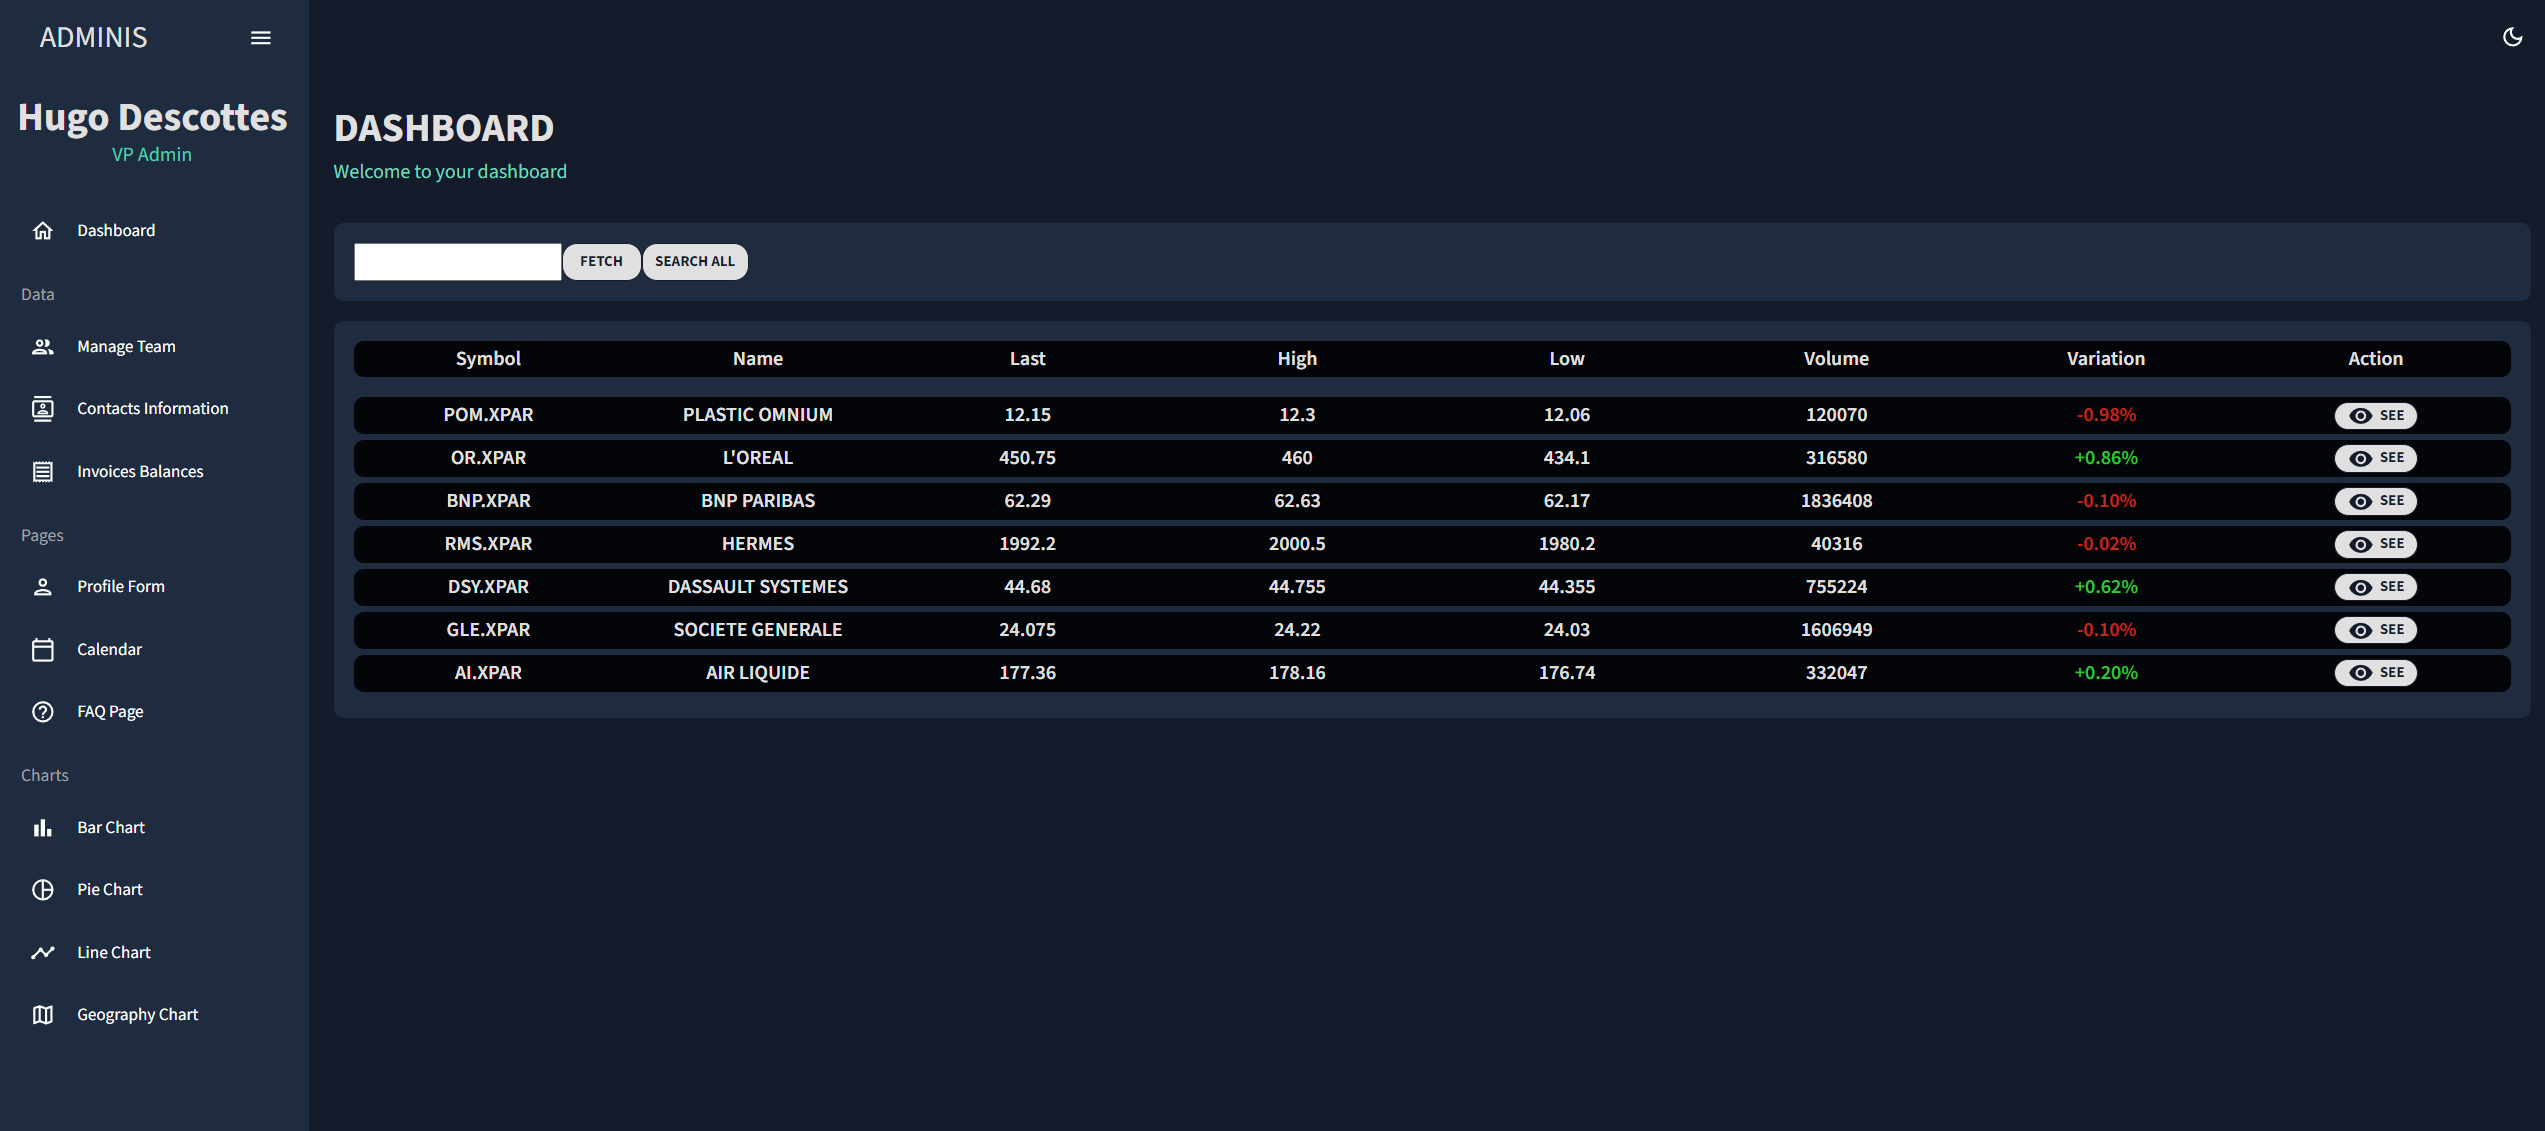 ADMINIS
Hugo Descottes
VP Admin
Dashboard
Data
Manage Team
Contacts Information
Invoices Balances
Pages
Profile Form
Calendar
FAQ Page
Charts
Bar Chart
Pie Chart
Line Chart
Geography Chart
DASHBOARD
Welcome to your dashboard
FETCH SEARCH ALL
Symbol Name Last High Low Volume Variation Action
POM.XPAR PLASTIC OMNIUM 12.15 12.3 12.06 120070 -0.98% SEE
OR.XPAR L'OREAL 450.75 460 434.1 316580 +0.86% SEE
BNP.XPAR BNP PARIBAS 62.29 62.63 62.17 1836408 -0.10% SEE
RMS.XPAR HERMES 1992.2 2000.5 1980.2 40316 -0.02% SEE
DSY.XPAR DASSAULT SYSTEMES 44.68 44.755 44.355 755224 +0.62% SEE
GLE.XPAR SOCIETE GENERALE 24.075 24.22 24.03 1606949 -0.10% SEE
AI.XPAR AIR LIQUIDE 177.36 178.16 176.74 332047 +0.20% SEE